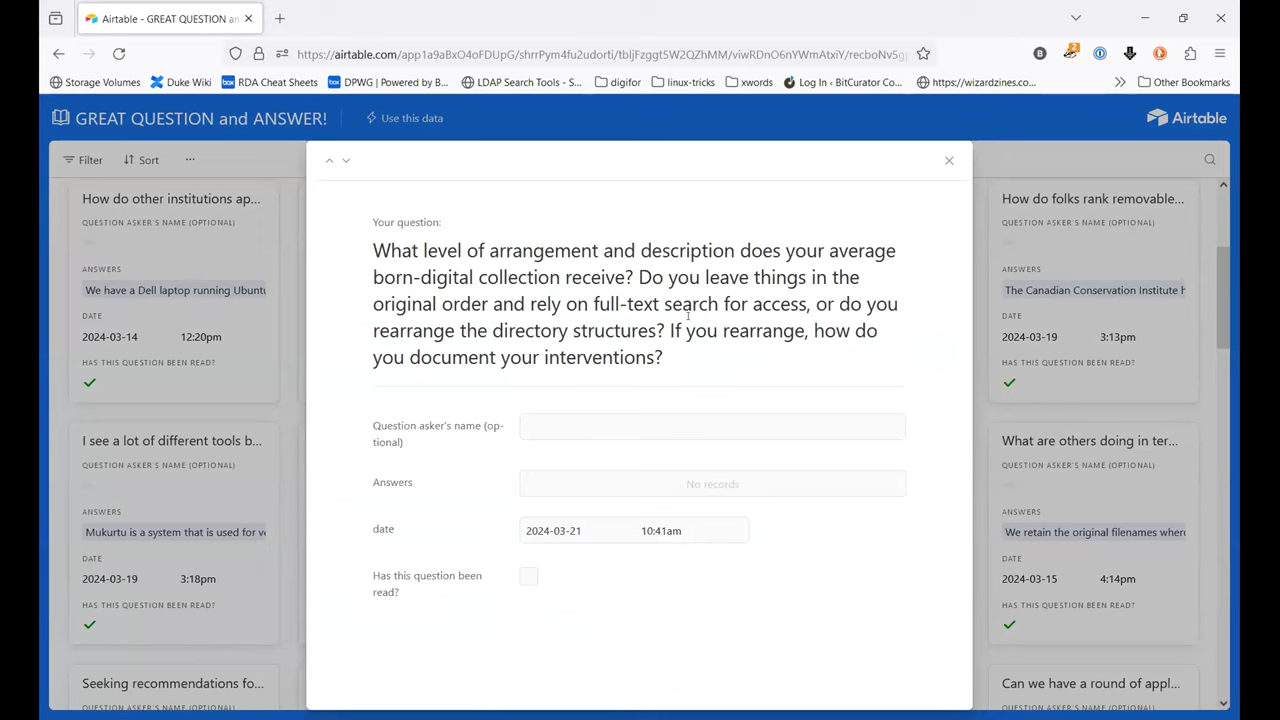 Airtable - GREAT QUESTION an
https://airtable.com/app1a9aBxO4oFDUpG/shrrPym4fu2udorti/tbljFzggt5W2QZhMM/viwRDnO6nYWmAtxiY/recboNv5g
2
B
Storage Volumes
Duke Wiki
RDA Cheat Sheets
DPWG | Powered by B...
LDAP Search Tools - S...
digifor
linux-tricks
xwords
Log In ‹ BitCurator Co...
https://wizardzines.co...
Other Bookmarks
GREAT QUESTION and ANSWER!
Use this data
Airtable
Filter
Sort
How do other institutions ap...
QUESTION ASKER'S NAME (OPTIONAL)
ANSWERS
We have a Dell laptop running Ubuntu
DATE
2024-03-14 12:20pm
HAS THIS QUESTION BEEN READ?
I see a lot of different tools b...
QUESTION ASKER'S NAME (OPTIONAL)
ANSWERS
Mukurtu is a system that is used for v
DATE
2024-03-19 3:18pm
HAS THIS QUESTION BEEN READ?
Seeking recommendations fo...
QUESTION ASKER'S NAME (OPTIONAL)
Your question:
What level of arrangement and description does your average
born-digital collection receive? Do you leave things in the
original order and rely on full-text search for access, or do you
rearrange the directory structures? If you rearrange, how do
you document your interventions?
Question asker's name (op-
tional)
Answers
No records
date
2024-03-21 10:41am
Has this question been
read?
How do folks rank removable...
QUESTION ASKER'S NAME (OPTIONAL)
ANSWERS
The Canadian Conservation Institute h
DATE
2024-03-19 3:13pm
HAS THIS QUESTION BEEN READ?
What are others doing in ter...
QUESTION ASKER'S NAME (OPTIONAL)
ANSWERS
We retain the original filenames wher
DATE
2024-03-15 4:14pm
HAS THIS QUESTION BEEN READ?
Can we have a round of appl...
QUESTION ASKER'S NAME (OPTIONAL)